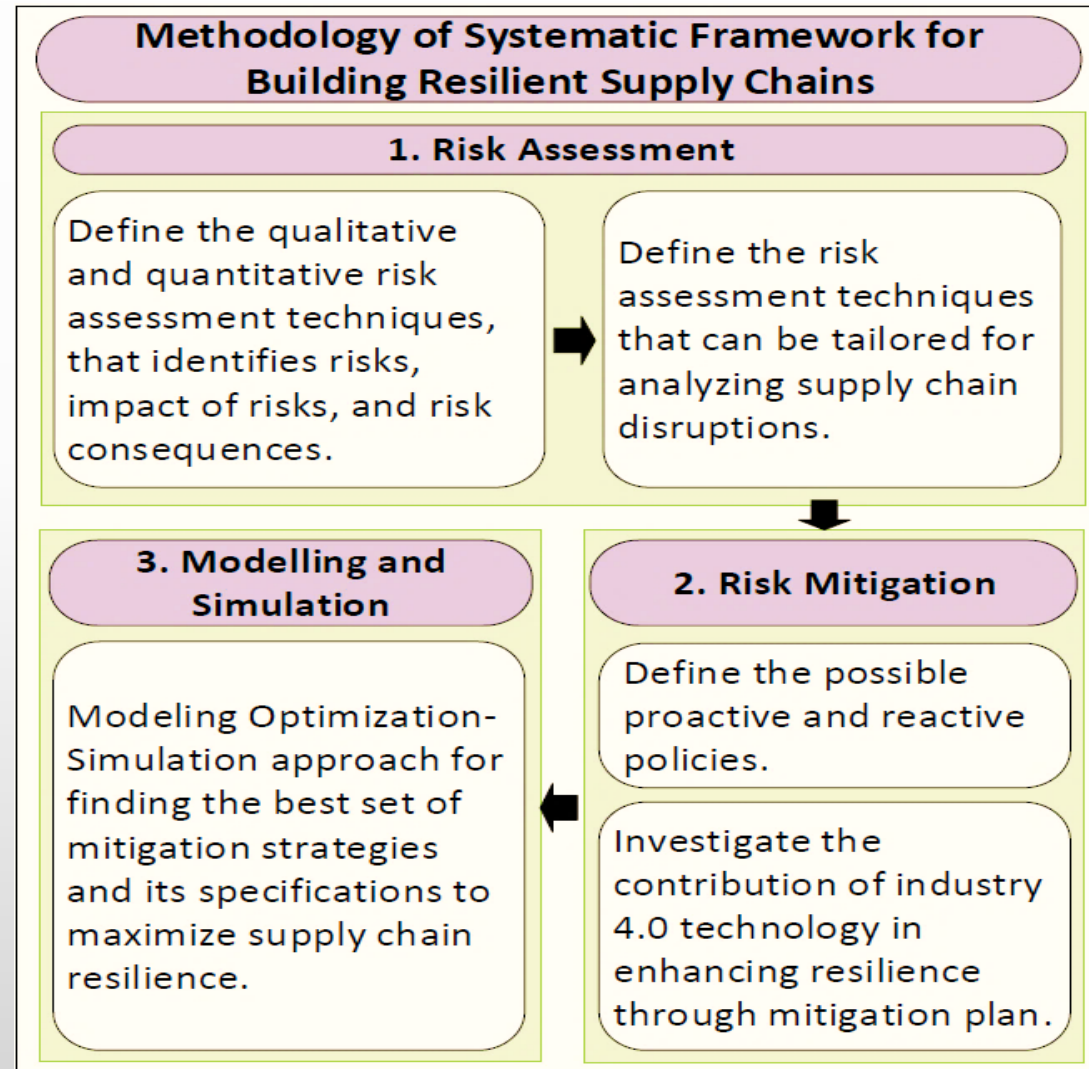 Methodology of Systematic Framework for
Building Resilient Supply Chains
1. Risk Assessment
Define the qualitative
and quantitative risk
assessment techniques,
that identifies risks,
impact of risks, and risk
consequences.
Define the risk
assessment techniques
that can be tailored for
analyzing supply chain
disruptions.
2. Risk Mitigation
Define the possible
proactive and reactive
policies.
Investigate the
contribution of industry
4.0 technology in
enhancing resilience
through mitigation plan.
3. Modelling and
Simulation
Modeling Optimization-
Simulation approach for
finding the best set of
mitigation strategies
and its specifications to
maximize supply chain
resilience.